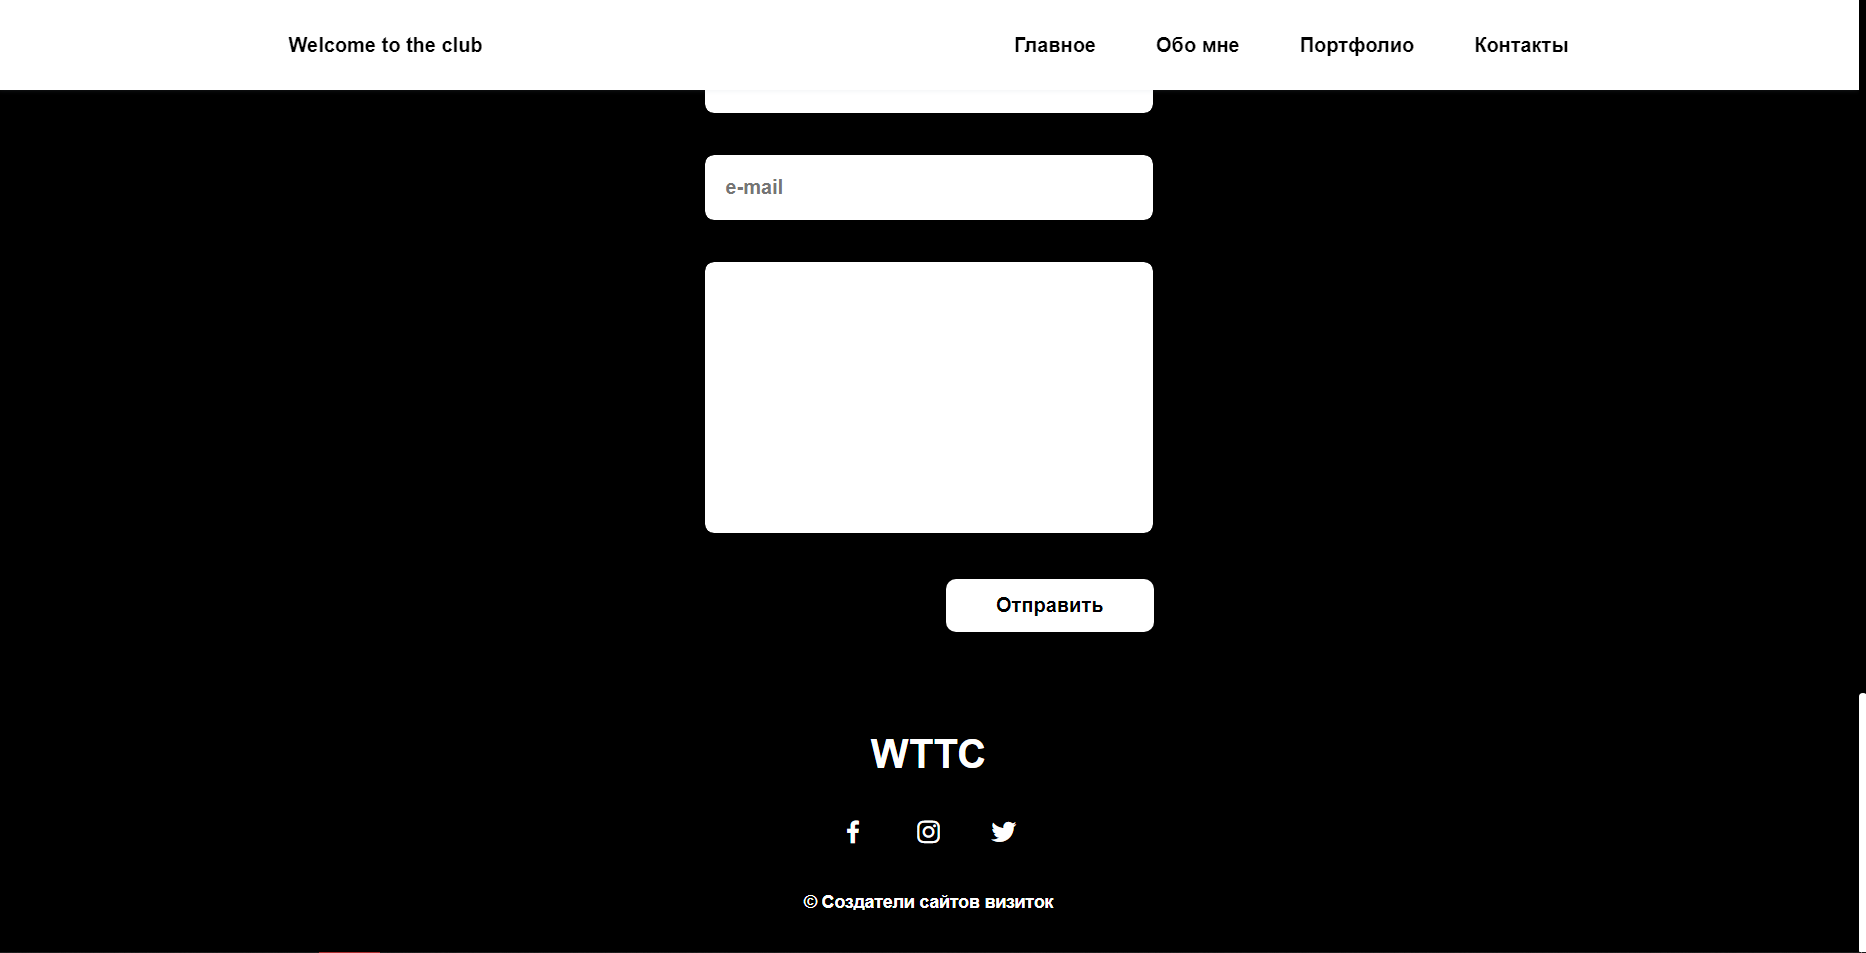 Welcome to the club Главное Обо мне Портфолио Контакты
e-mail
Отправить
WTTC
© Создатели сайтов визиток